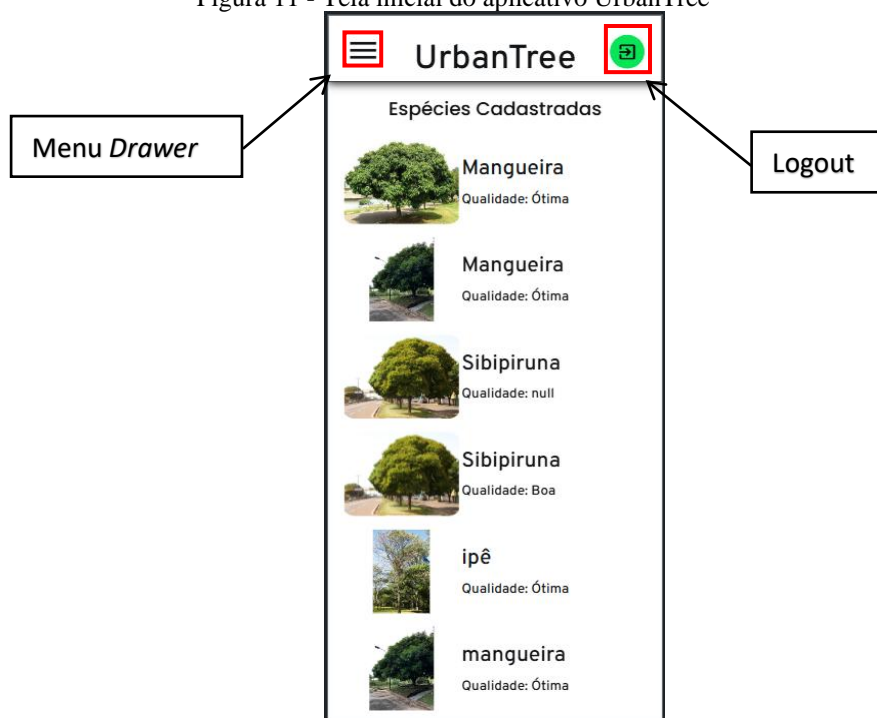 Figura 11 - Tela inicial do aplicativo UrbanTree
UrbanTree
Espécies Cadastradas
Menu Drawer
Logout
Mangueira
Qualidade: Ótima
Mangueira
Qualidade: Ótima
Sibipiruna
Qualidade: null
Sibipiruna
Qualidade: Boa
ipê
Qualidade: Ótima
mangueira
Qualidade: Ótima